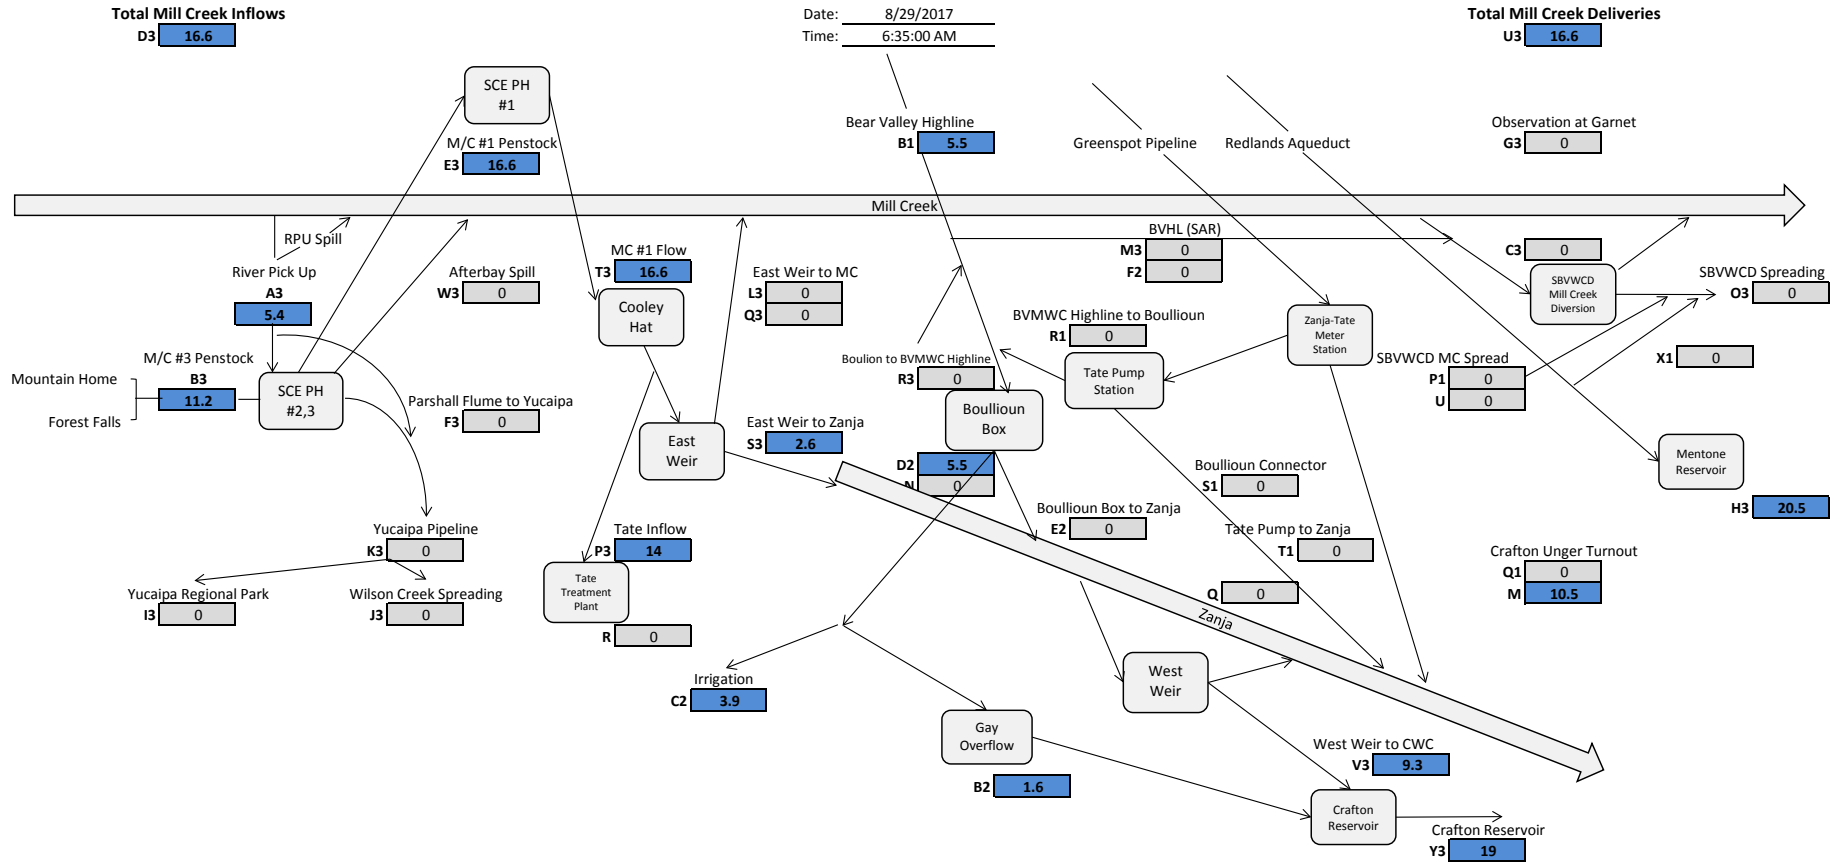 Total Mill Creek Inflows
D3 16.6
Date: 8/29/2017
Time: 6:35:00 AM
Total Mill Creek Deliveries
U3 16.6
SCE PH
#1
M/C #1 Penstock
E3 16.6
Bear Valley Highline
B1 5.5
Greenspot Pipeline
Redlands Aqueduct
Observation at Garnet
G3 0
Mill Creek
RPU Spill
River Pick Up
A3
5.4
Afterbay Spill
W3 0
MC #1 Flow
T3 16.6
Cooley
Hat
East Weir to MC
L3 0
Q3 0
BVHL (SAR)
M3 0
F2 0
C3 0
SBVWCD
Mill Creek
Diversion
SBVWCD Spreading
O3 0
BVMWC Highline to Boullioun
R1 0
Zanja-Tate
Meter
Station
M/C #3 Penstock
B3
11.2
Mountain Home
Forest Falls
SCE PH
#2,3
Boulion to BVMWC Highline
R3 0
Tate Pump
Station
SBVWCD MC Spread
P1 0
U 0
X1 0
Parshall Flume to Yucaipa
F3 0
Boullioun
Box
East
Weir
East Weir to Zanja
S3 2.6
D2 5.5
N 0
Boullioun Connector
S1 0
Mentone
Reservoir
H3 20.5
Boullioun Box to Zanja
E2 0
Yucaipa Pipeline
K3 0
Tate Inflow
P3 14
Tate Pump to Zanja
T1 0
Crafton Unger Turnout
Q1 0
M 10.5
Tate
Treatment
Plant
Yucaipa Regional Park
I3 0
Wilson Creek Spreading
J3 0
Q 0
Zanja
R 0
Irrigation
C2 3.9
West
Weir
Gay
Overflow
B2 1.6
West Weir to CWC
V3 9.3
Crafton
Reservoir
Crafton Reservoir
Y3 19